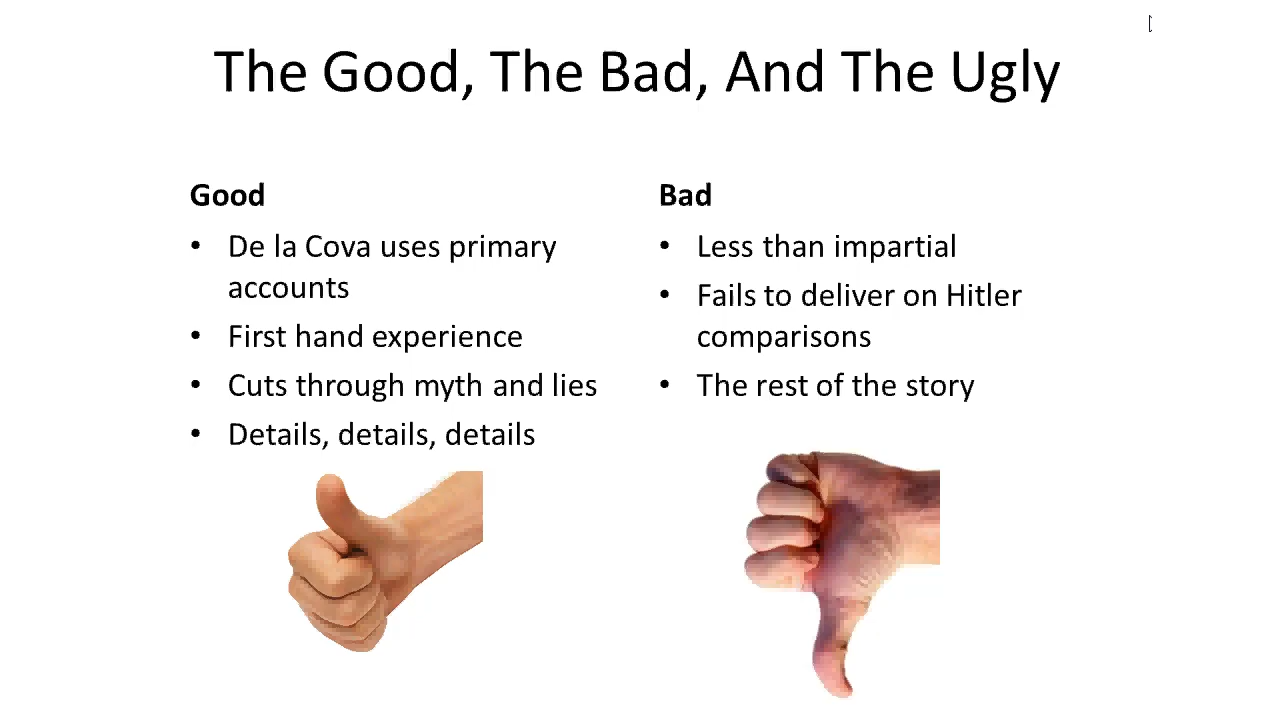 The Good, The Bad, And The Ugly
Good
• De la Cova uses primary
accounts
• First hand experience
• Cuts through myth and lies
• Details, details, details
Bad
• Less than impartial
• Fails to deliver on Hitler
comparisons
• The rest of the story